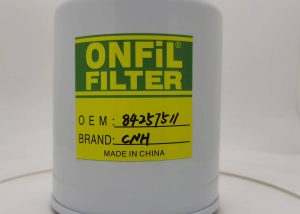 ONFiL®
FILTER
OEM: 84257511
BRAND: CNH
MADE IN CHINA